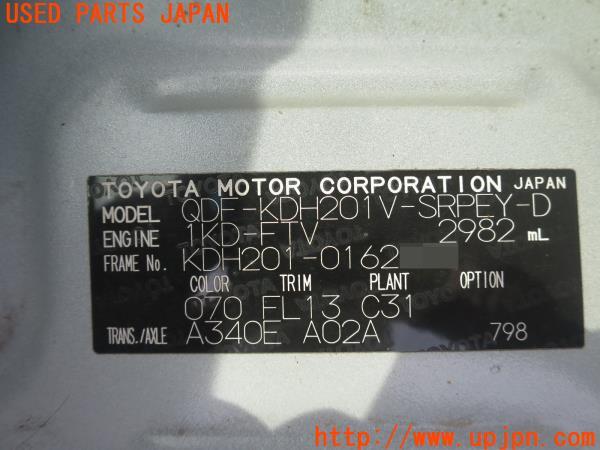 USED PARTS JAPAN
TOYOTA MOTOR CORPORATION JAPAN
MODEL QDF-KDH201V-SRPEY-D
ENGINE 1KD-FTV 2982 mL
FRAME No. KDH201-0162
COLOR TRIM PLANT OPTION
070 EL13 C31
TRANS./AXLE A340E A02A 798
http://www.upjpn.com/